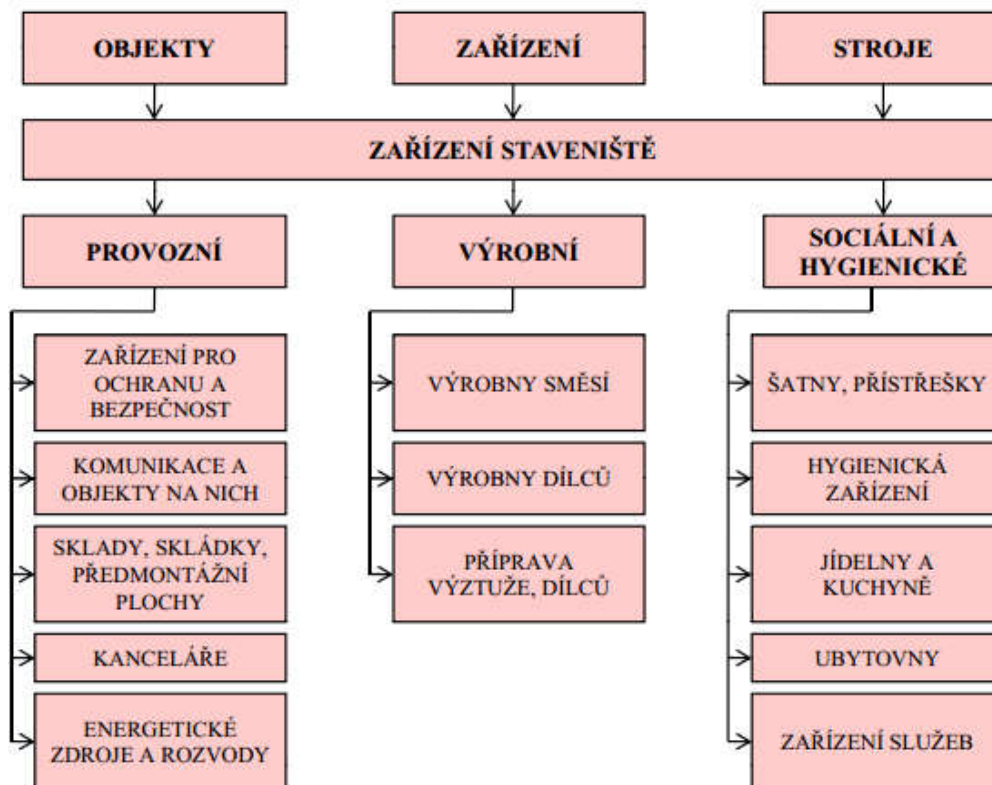 OBJEKTY
ZAŘÍZENÍ
STROJE
ZAŘÍZENÍ STAVENIŠTĚ
PROVOZNÍ
VÝROBNÍ
SOCIÁLNÍ A
HYGIENICKÉ
ZAŘÍZENÍ PRO
OCHRANU A
BEZPEČNOST
KOMUNIKACE A
OBJEKTY NA NICH
SKLADY, SKLÁDKY,
PŘEDMONTÁŽNÍ
PLOCHY
KANCELÁŘE
ENERGETICKÉ
ZDROJE A ROZVODY
VÝROBNY SMĚSÍ
VÝROBNY DÍLCŮ
PŘÍPRAVA
VÝZTUŽE, DÍLCŮ
ŠATNY, PŘÍSTŘEŠKY
HYGIENICKÁ
ZAŘÍZENÍ
JÍDELNY A
KUCHYNĚ
UBYTOVNY
ZAŘÍZENÍ SLUŽEB